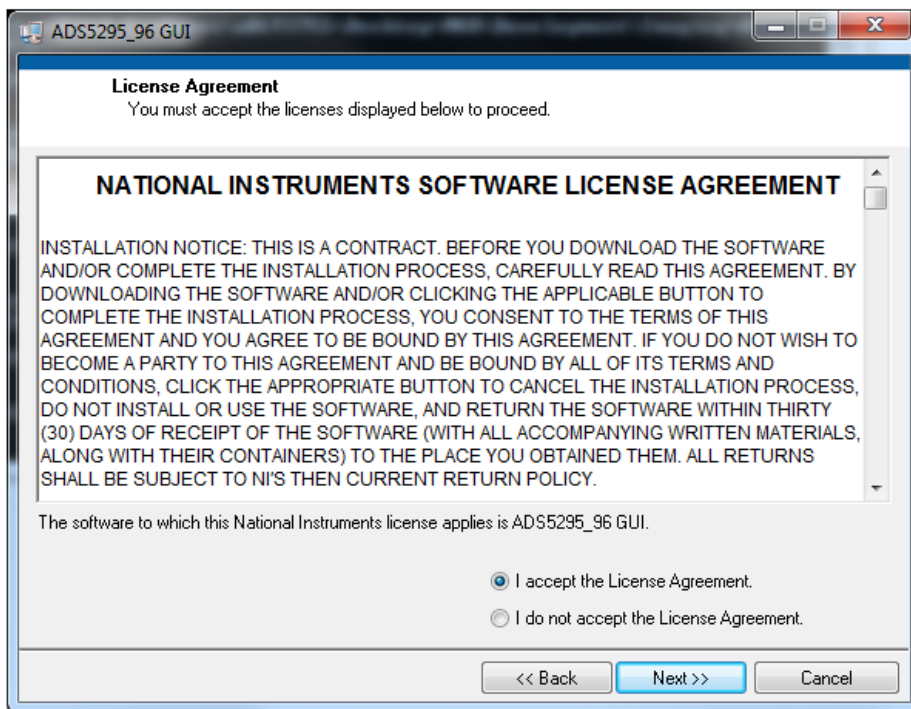 ADS5295_96 GUI
License Agreement
You must accept the licenses displayed below to proceed.
NATIONAL INSTRUMENTS SOFTWARE LICENSE AGREEMENT
INSTALLATION NOTICE: THIS IS A CONTRACT. BEFORE YOU DOWNLOAD THE SOFTWARE
AND/OR COMPLETE THE INSTALLATION PROCESS, CAREFULLY READ THIS AGREEMENT. BY
DOWNLOADING THE SOFTWARE AND/OR CLICKING THE APPLICABLE BUTTON TO
COMPLETE THE INSTALLATION PROCESS, YOU CONSENT TO THE TERMS OF THIS
AGREEMENT AND YOU AGREE TO BE BOUND BY THIS AGREEMENT. IF YOU DO NOT WISH TO
BECOME A PARTY TO THIS AGREEMENT AND BE BOUND BY ALL OF ITS TERMS AND
CONDITIONS, CLICK THE APPROPRIATE BUTTON TO CANCEL THE INSTALLATION PROCESS,
DO NOT INSTALL OR USE THE SOFTWARE, AND RETURN THE SOFTWARE WITHIN THIRTY
(30) DAYS OF RECEIPT OF THE SOFTWARE (WITH ALL ACCOMPANYING WRITTEN MATERIALS,
ALONG WITH THEIR CONTAINERS) TO THE PLACE YOU OBTAINED THEM. ALL RETURNS
SHALL BE SUBJECT TO NI'S THEN CURRENT RETURN POLICY.
The software to which this National Instruments license applies is ADS5295_96 GUI.
I accept the License Agreement.
I do not accept the License Agreement.
<< Back Next >> Cancel